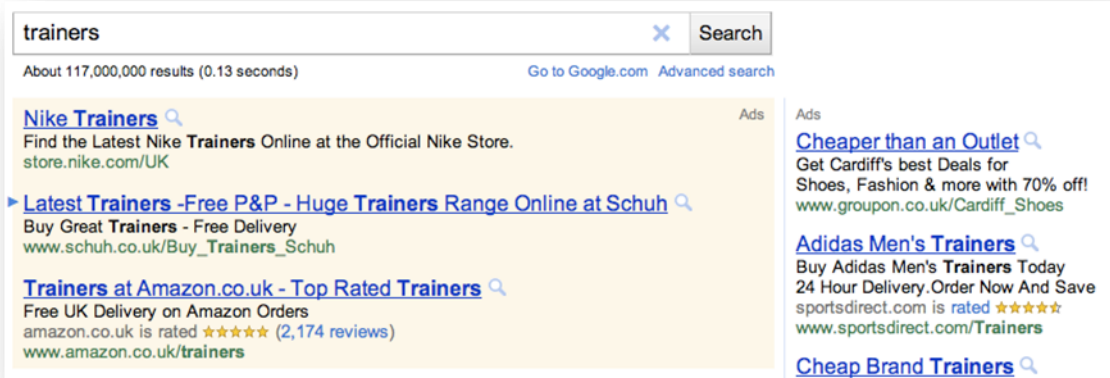 trainers
Search
About 117,000,000 results (0.13 seconds)
Go to Google.com Advanced search
Nike Trainers
Ads
Find the Latest Nike Trainers Online at the Official Nike Store.
store.nike.com/UK
Latest Trainers -Free P&P - Huge Trainers Range Online at Schuh
Buy Great Trainers - Free Delivery
www.schuh.co.uk/Buy_Trainers_Schuh
Trainers at Amazon.co.uk - Top Rated Trainers
Free UK Delivery on Amazon Orders
amazon.co.uk is rated ★★★★★ (2,174 reviews)
www.amazon.co.uk/trainers
Ads
Cheaper than an Outlet
Get Cardiff's best Deals for
Shoes, Fashion & more with 70% off!
www.groupon.co.uk/Cardiff_Shoes
Adidas Men's Trainers
Buy Adidas Men's Trainers Today
24 Hour Delivery.Order Now And Save
sportsdirect.com is rated ★★★★★
www.sportsdirect.com/Trainers
Cheap Brand Trainers